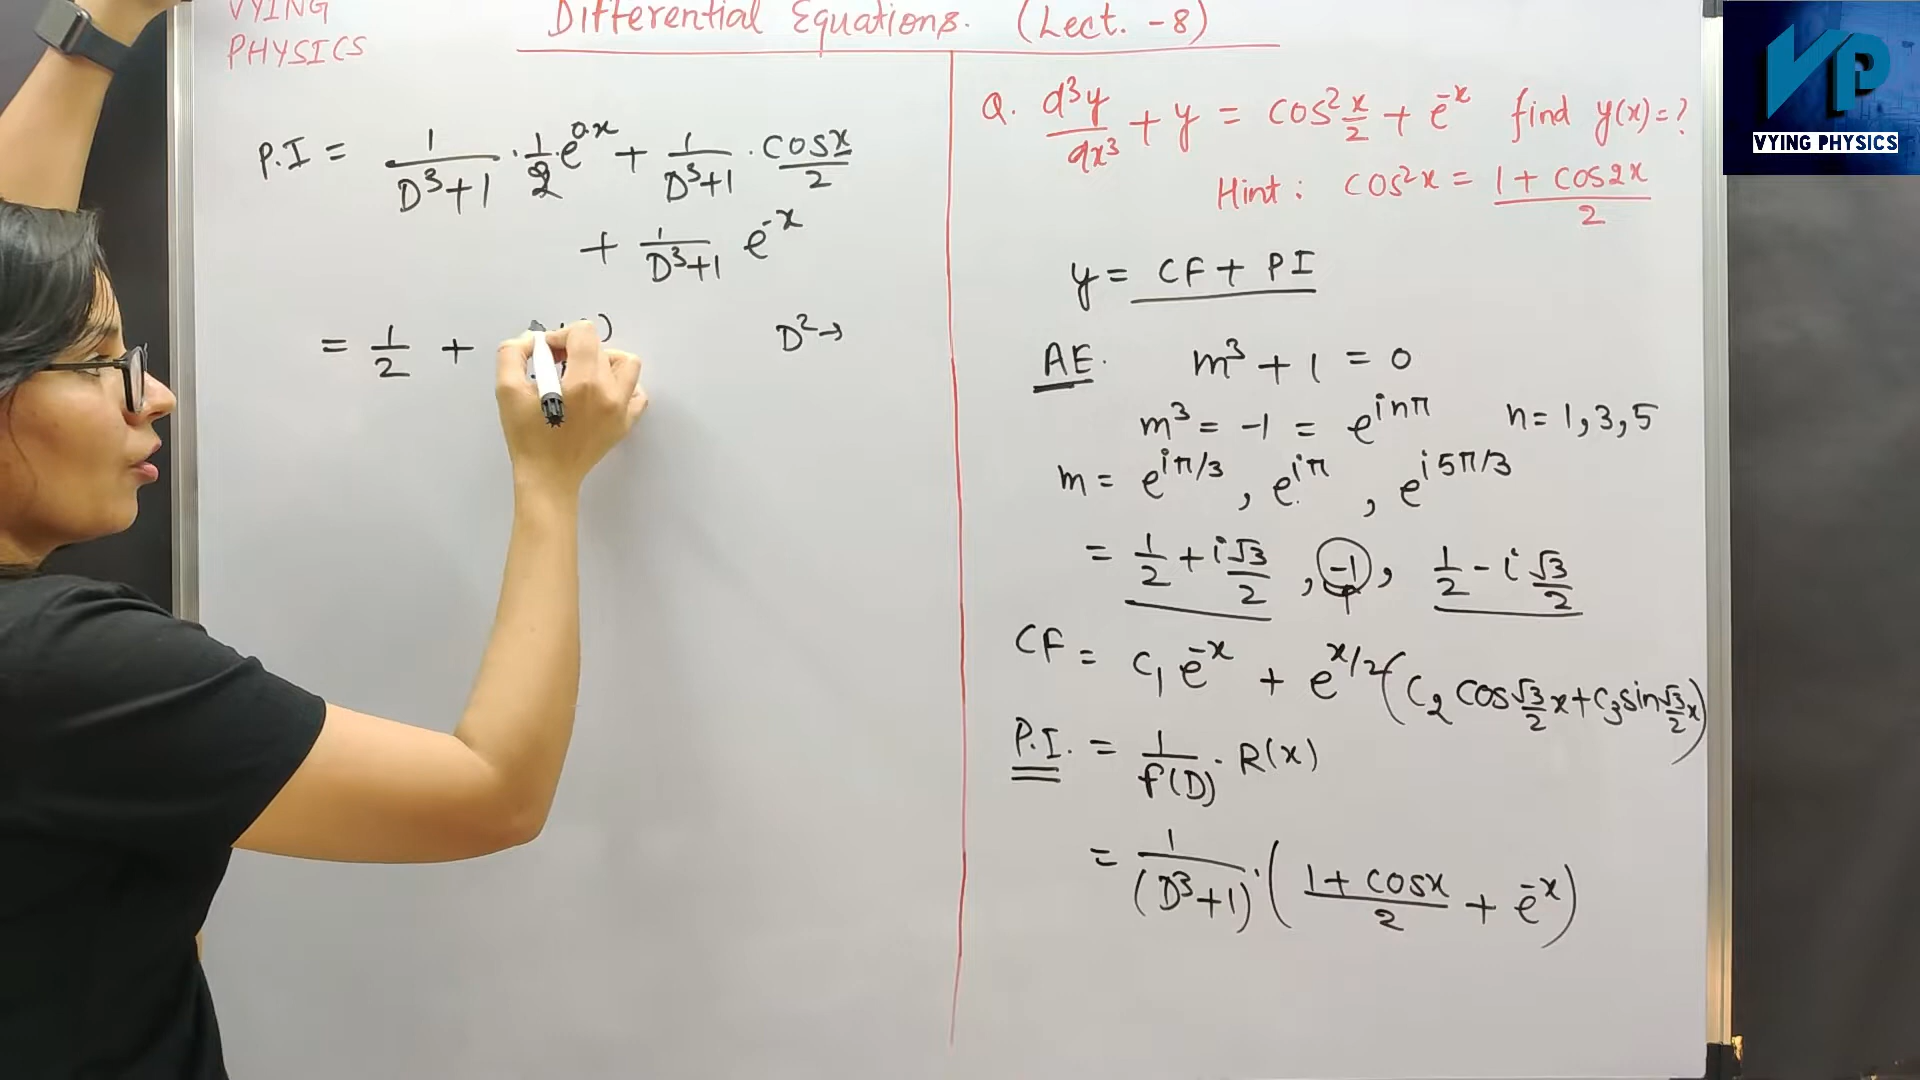 VYING
PHYSICS
Differential Equations. (Lect. - 8)
P.I = 1/(D³+1) · 1/2 · e^(0x) + 1/(D³+1) · cosx/2
+ 1/(D³+1) e^(-x)
= 1/2 +
D² →
Q. d³y/dx³ + y = cos² x/2 + e^(-x) find y(x)=?
Hint : cos²x = (1 + cos2x)/2
y = CF + PI
AE. m³ + 1 = 0
m³ = -1 = e^(inπ) n = 1,3,5
m = e^(iπ/3) , e^(iπ) , e^(i5π/3)
= 1/2 + i √3/2 , -1 , 1/2 - i √3/2
CF = C₁ e^(-x) + e^(x/2) (C₂ cos √3/2 x + C₃ sin √3/2 x)
P.I. = 1/f(D) · R(x)
= 1/(D³+1) · ( (1 + cosx)/2 + e^(-x) )
VP
VYING PHYSICS